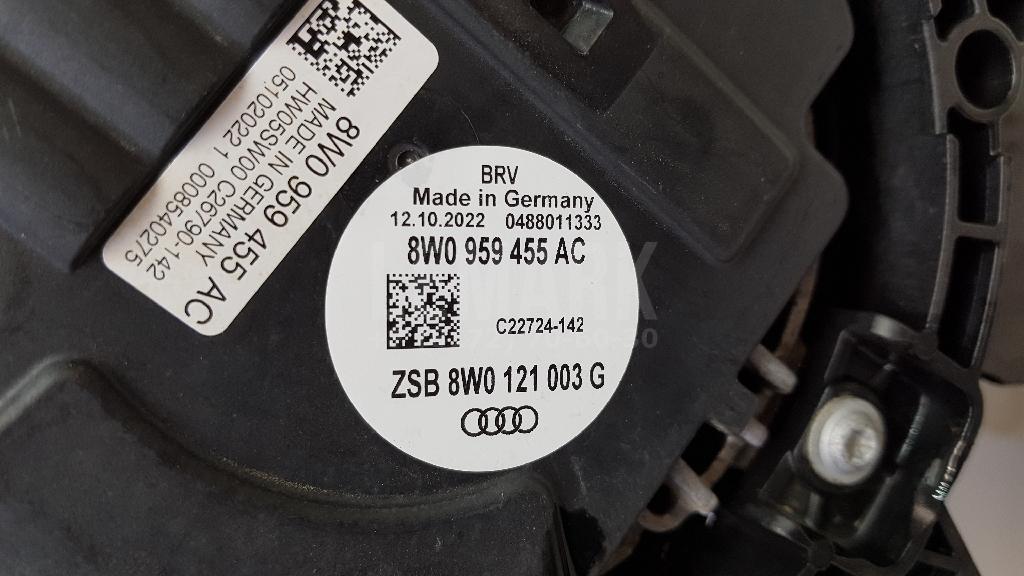 8W0 959 455 AC
MADE IN GERMANY
HW05SW00 C26790-142
05102022 1 0008540275
BRV
Made in Germany
12.10.2022 0488011333
8W0 959 455 AC
C22724-142
ZSB 8W0 121 003 G